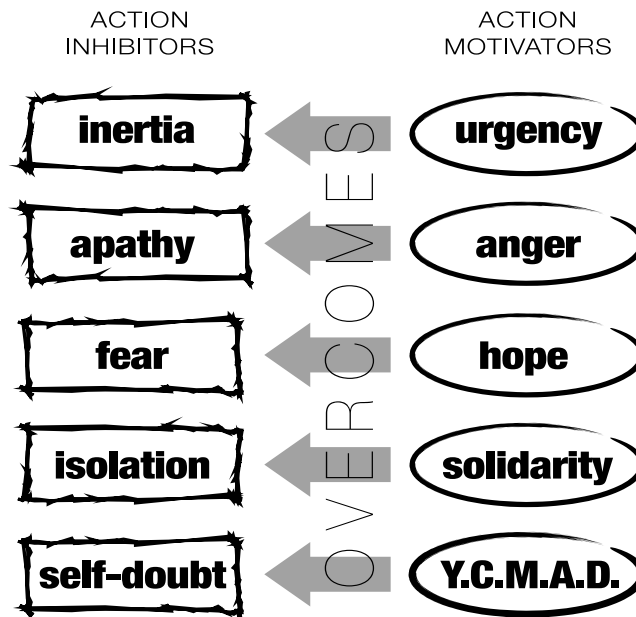 ACTION
INHIBITORS
ACTION
MOTIVATORS
inertia
urgency
apathy
anger
fear
hope
isolation
solidarity
self-doubt
Y.C.M.A.D.
OVERCOMES